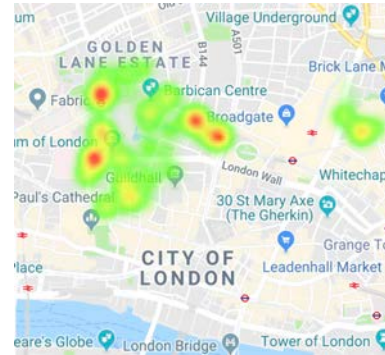 um
Village Underground
GOLDEN
LANE ESTATE
B144
A501
Brick Lane M
Fabric
Barbican Centre
Broadgate
um of London
London Wall
Guildhall
Whitechap
Paul's Cathedral
30 St Mary Axe
(The Gherkin)
CITY OF
LONDON
Grange To
Leadenhall Market
Place
eare's Globe
London Bridge
Tower of London